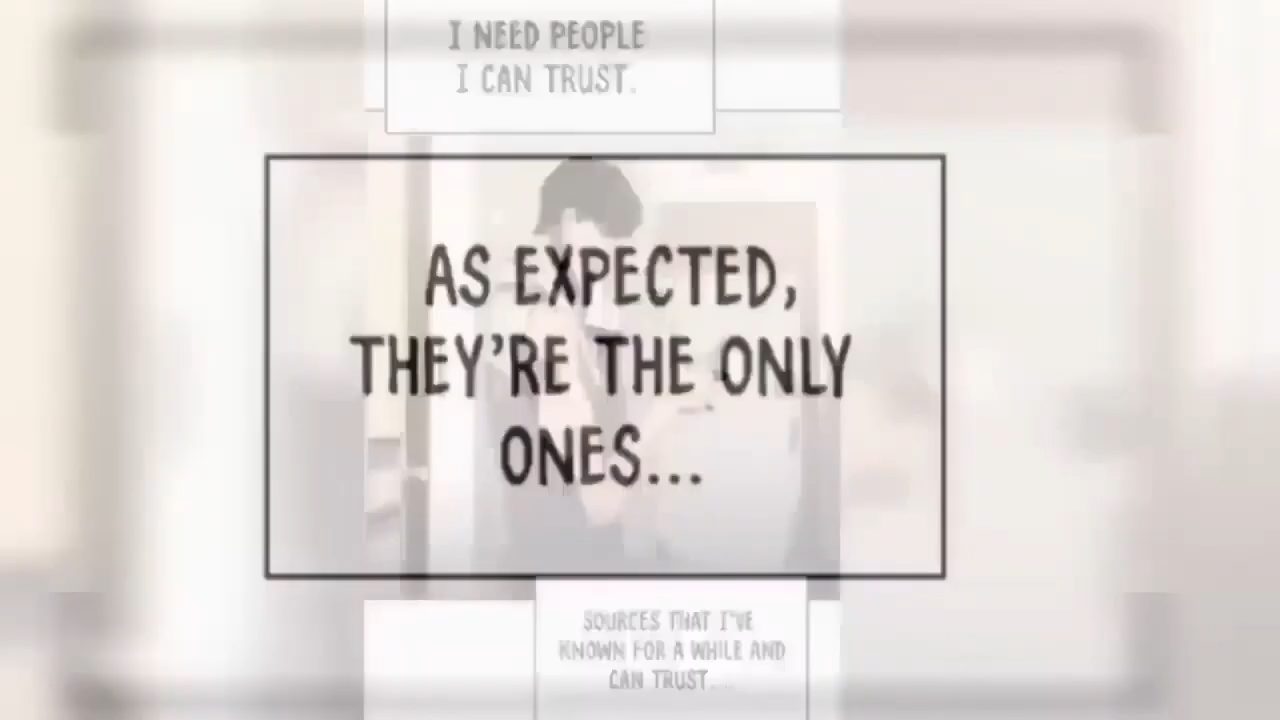 I NEED PEOPLE
I CAN TRUST.
AS EXPECTED,
THEY'RE THE ONLY
ONES...
SOURCES THAT I'VE
KNOWN FOR A WHILE AND
CAN TRUST...